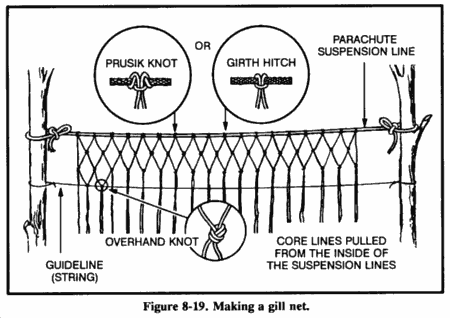 OR
PRUSIK KNOT
GIRTH HITCH
PARACHUTE
SUSPENSION LINE
OVERHAND KNOT
GUIDELINE
(STRING)
CORE LINES PULLED
FROM THE INSIDE OF
THE SUSPENSION LINES
Figure 8-19. Making a gill net.